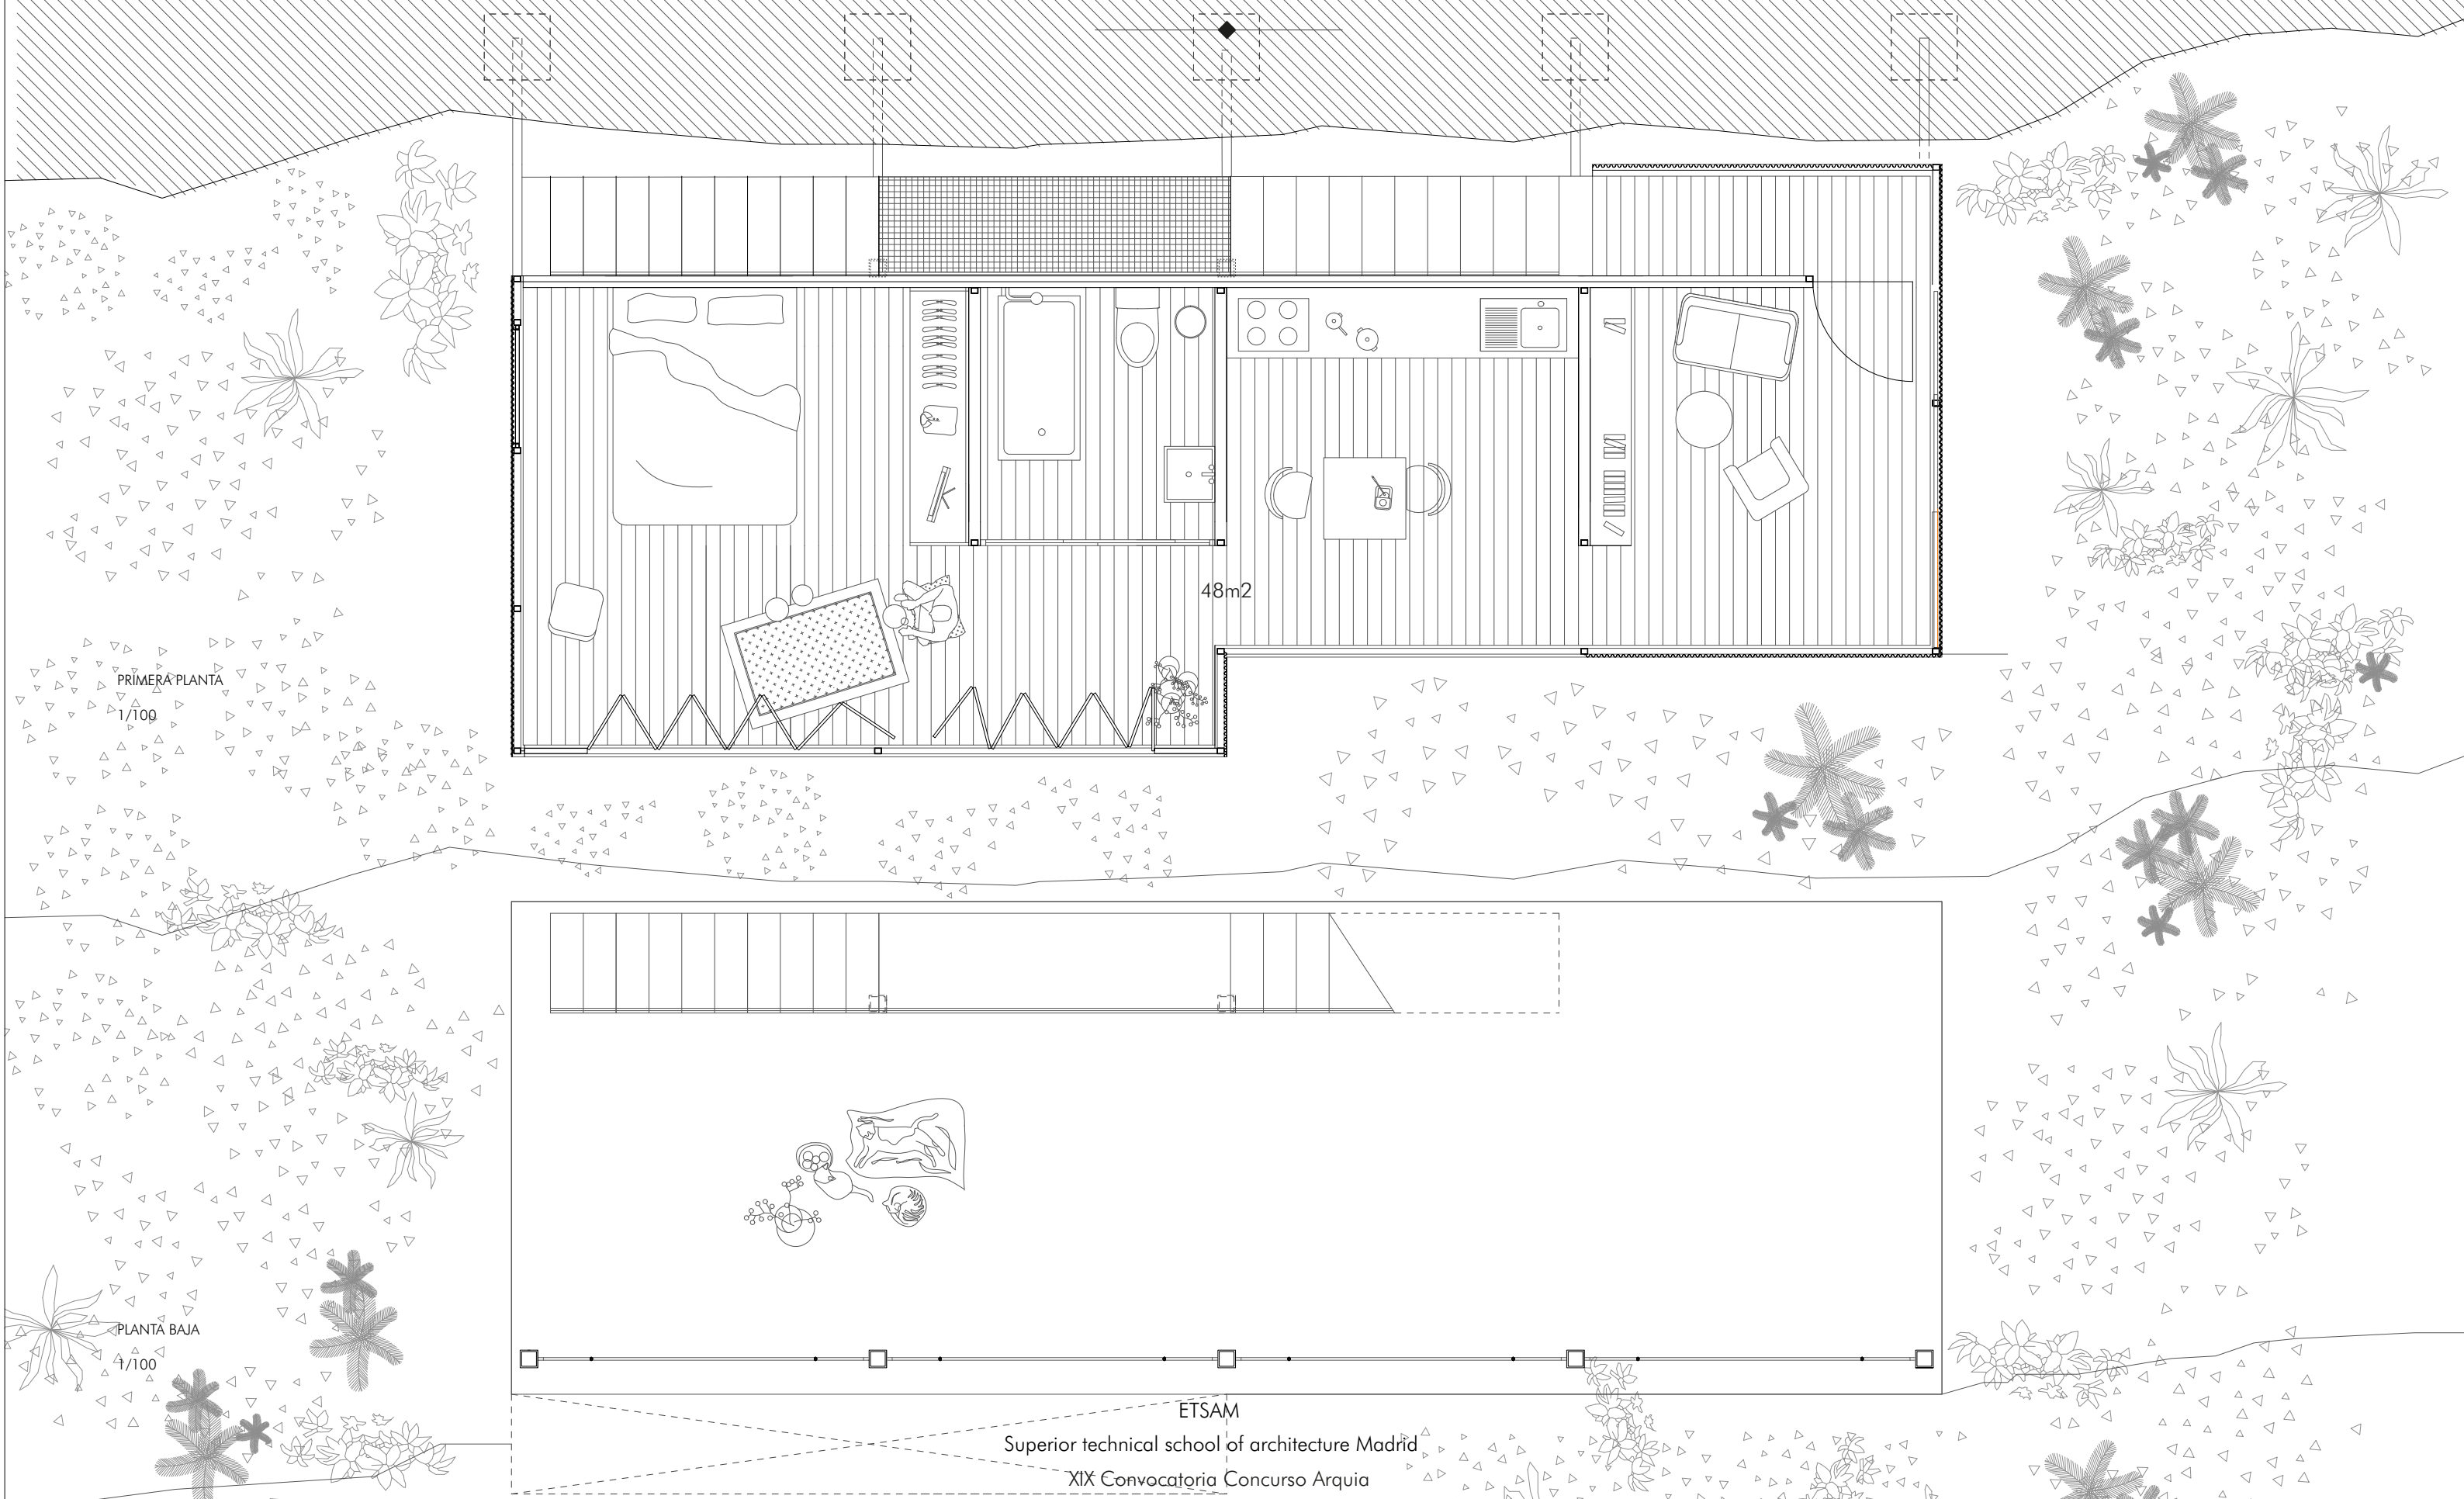 48m2
PRIMERA PLANTA
1/100
PLANTA BAJA
1/100
ETSAM
Superior technical school of architecture Madrid
XIX Convocatoria Concurso Arquia